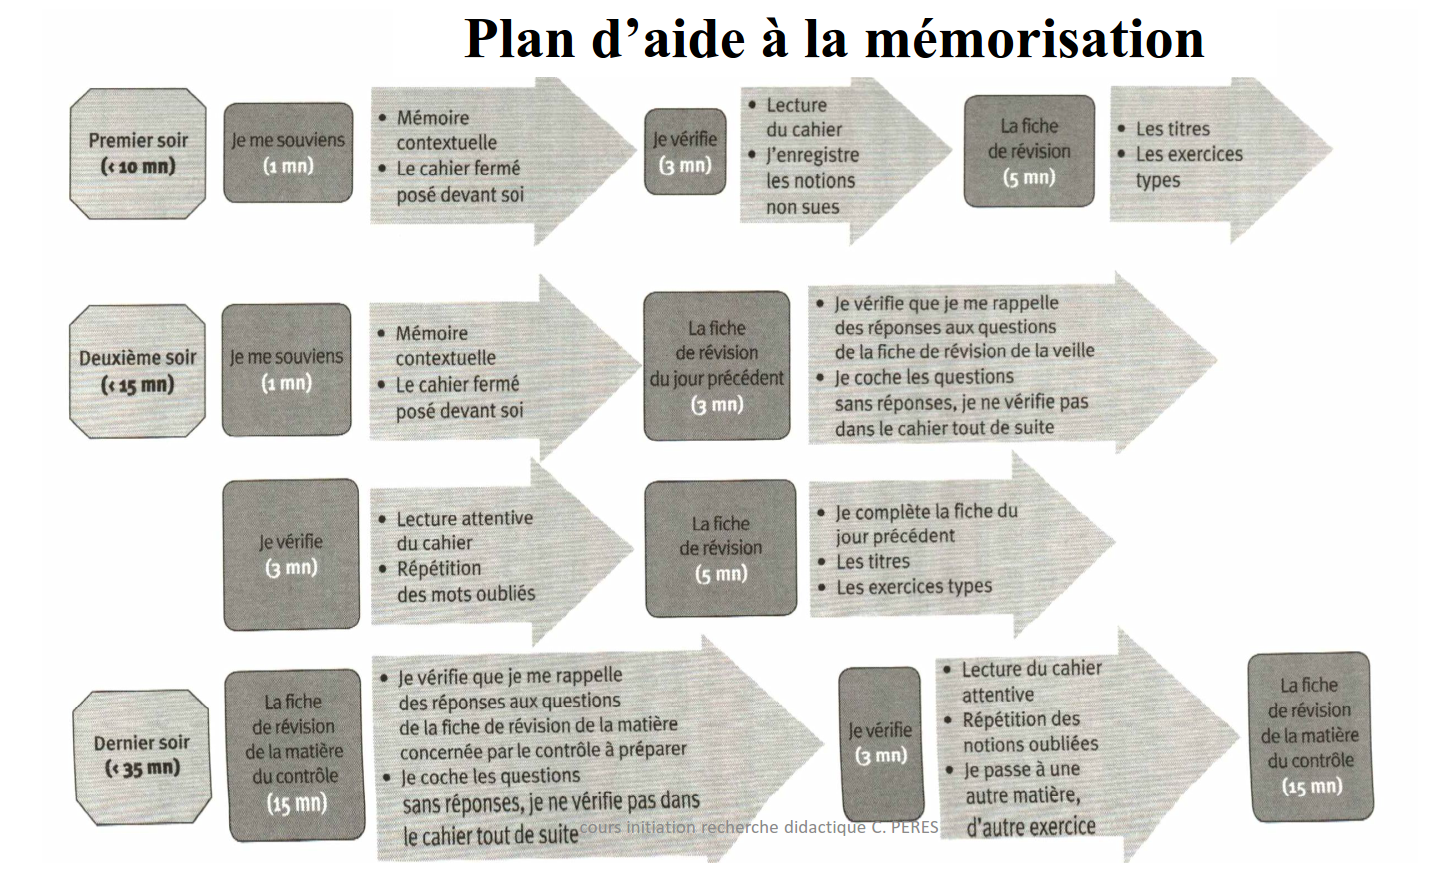 Plan d’aide à la mémorisation
Premier soir
(< 10 mn)
Je me souviens
(1 mn)
• Mémoire
contextuelle
• Le cahier fermé
posé devant soi
Je vérifie
(3 mn)
• Lecture
du cahier
• J’enregistre
les notions
non sues
La fiche
de révision
(5 mn)
• Les titres
• Les exercices
types
Deuxième soir
(< 15 mn)
Je me souviens
(1 mn)
• Mémoire
contextuelle
• Le cahier fermé
posé devant soi
La fiche
de révision
du jour précédent
(3 mn)
• Je vérifie que je me rappelle
des réponses aux questions
de la fiche de révision de la veille
• Je coche les questions
sans réponses, je ne vérifie pas
dans le cahier tout de suite
Je vérifie
(3 mn)
• Lecture attentive
du cahier
• Répétition
des mots oubliés
La fiche
de révision
(5 mn)
• Je complète la fiche du
jour précédent
• Les titres
• Les exercices types
Dernier soir
(< 35 mn)
La fiche
de révision
de la matière
du contrôle
(15 mn)
• Je vérifie que je me rappelle
des réponses aux questions
de la fiche de révision de la matière
concernée par le contrôle à préparer
• Je coche les questions
sans réponses, je ne vérifie pas dans
le cahier tout de suite
Je vérifie
(3 mn)
• Lecture du cahier
attentive
• Répétition des
notions oubliées
• Je passe à une
autre matière,
d’autre exercice
La fiche
de révision
de la matière
du contrôle
(15 mn)
cours initiation recherche didactique C. PERES